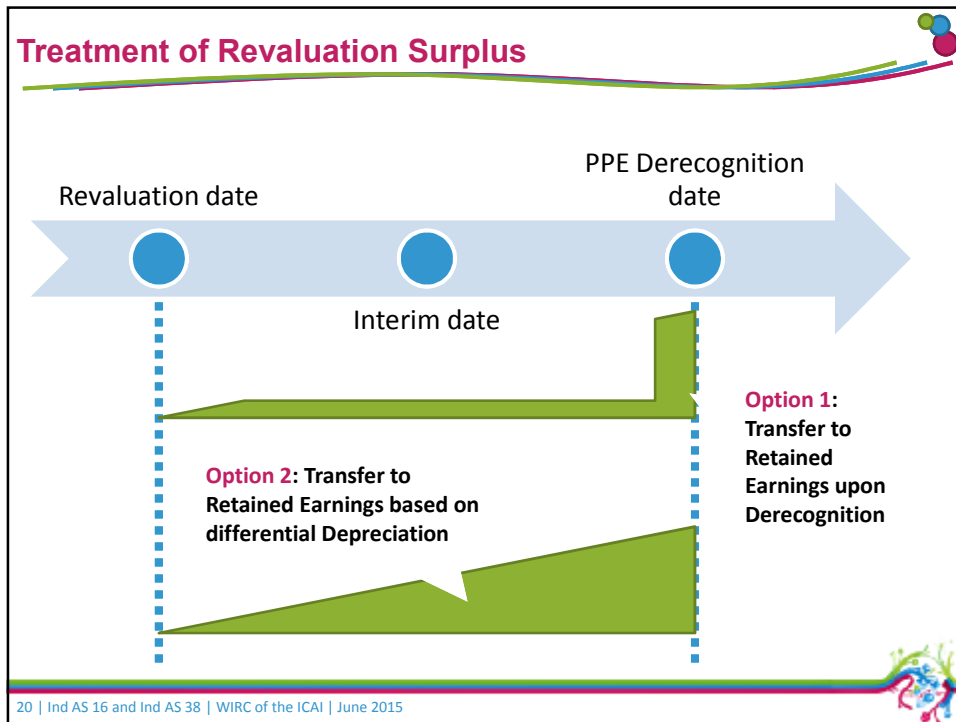 Treatment of Revaluation Surplus
PPE Derecognition
date
Revaluation date
Interim date
Option 1:
Transfer to
Retained
Earnings upon
Derecognition
Option 2: Transfer to
Retained Earnings based on
differential Depreciation
20 | Ind AS 16 and Ind AS 38 | WIRC of the ICAI | June 2015